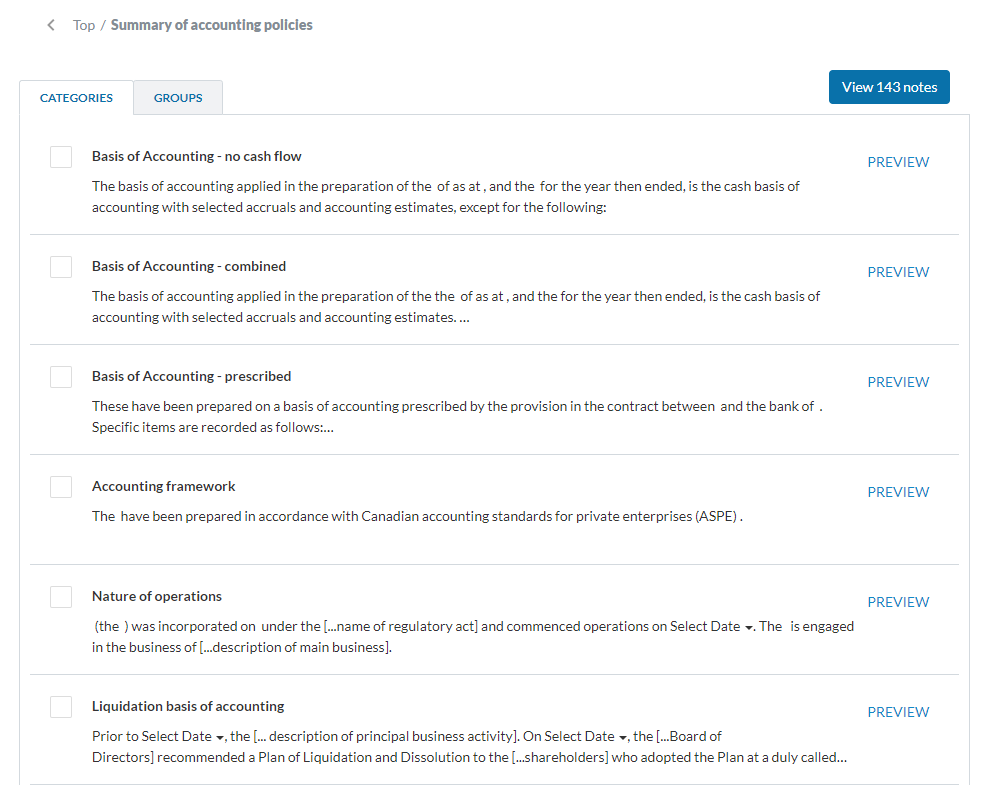 Top / Summary of accounting policies
CATEGORIES
GROUPS
View 143 notes
Basis of Accounting - no cash flow
PREVIEW
The basis of accounting applied in the preparation of the of as at , and the for the year then ended, is the cash basis of
accounting with selected accruals and accounting estimates, except for the following:
Basis of Accounting - combined
PREVIEW
The basis of accounting applied in the preparation of the the of as at , and the for the year then ended, is the cash basis of
accounting with selected accruals and accounting estimates. ...
Basis of Accounting - prescribed
PREVIEW
These have been prepared on a basis of accounting prescribed by the provision in the contract between and the bank of .
Specific items are recorded as follows:...
Accounting framework
PREVIEW
The have been prepared in accordance with Canadian accounting standards for private enterprises (ASPE) .
Nature of operations
PREVIEW
(the ) was incorporated on under the [...name of regulatory act] and commenced operations on Select Date . The is engaged
in the business of [...description of main business].
Liquidation basis of accounting
PREVIEW
Prior to Select Date , the [... description of principal business activity]. On Select Date , the [...Board of
Directors] recommended a Plan of Liquidation and Dissolution to the [...shareholders] who adopted the Plan at a duly called...